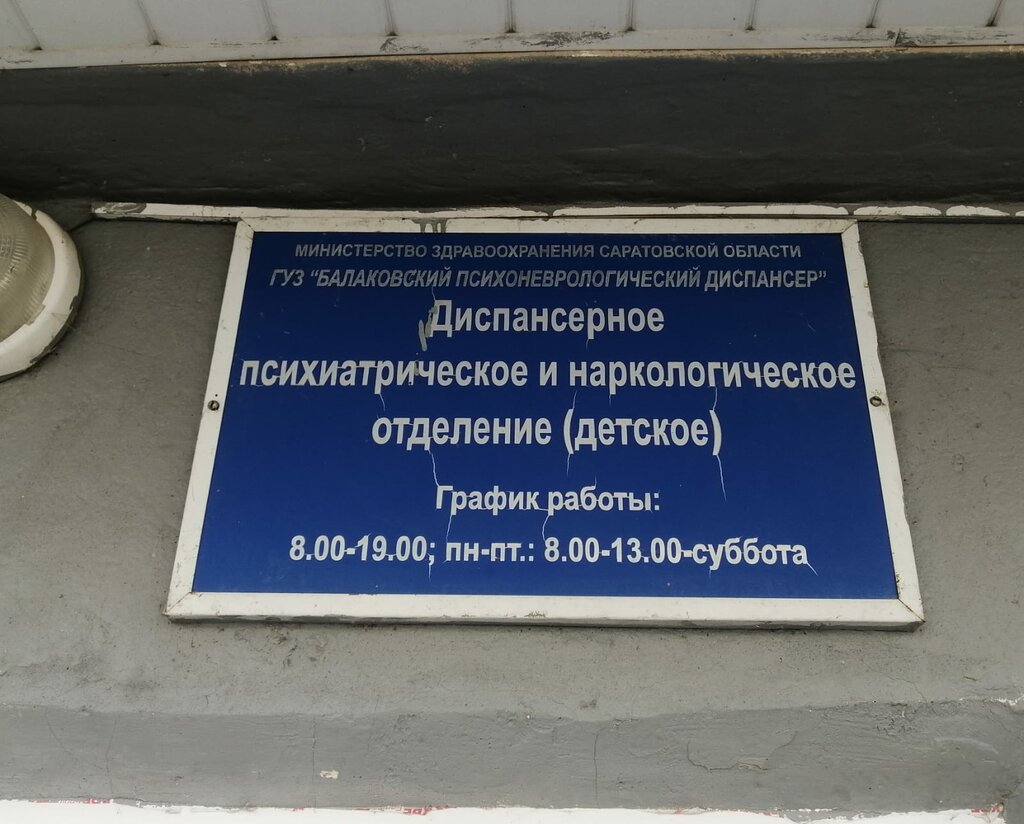 МИНИСТЕРСТВО ЗДРАВООХРАНЕНИЯ САРАТОВСКОЙ ОБЛАСТИ
ГУЗ "БАЛАКОВСКИЙ ПСИХОНЕВРОЛОГИЧЕСКИЙ ДИСПАНСЕР"
Диспансерное
психиатрическое и наркологическое
отделение (детское)
График работы:
8.00-19.00; пн-пт.: 8.00-13.00-суббота